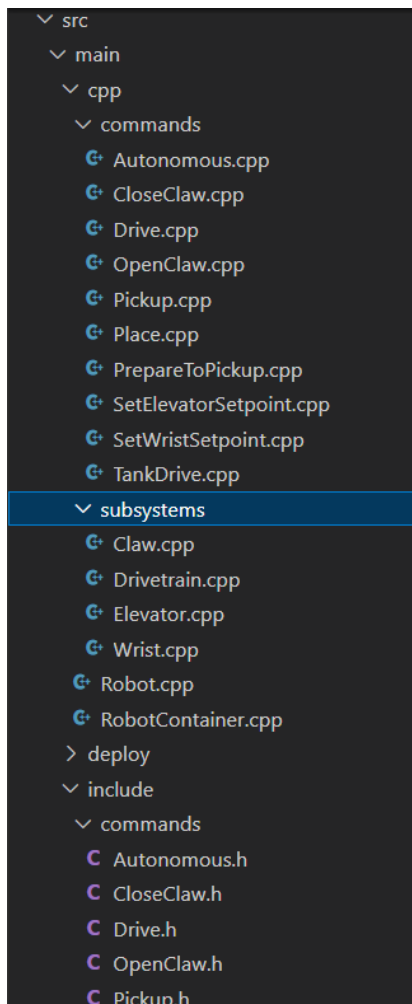 src
main
cpp
commands
Autonomous.cpp
CloseClaw.cpp
Drive.cpp
OpenClaw.cpp
Pickup.cpp
Place.cpp
PrepareToPickup.cpp
SetElevatorSetpoint.cpp
SetWristSetpoint.cpp
TankDrive.cpp
subsystems
Claw.cpp
Drivetrain.cpp
Elevator.cpp
Wrist.cpp
Robot.cpp
RobotContainer.cpp
deploy
include
commands
C Autonomous.h
C CloseClaw.h
C Drive.h
C OpenClaw.h
C Pickup.h